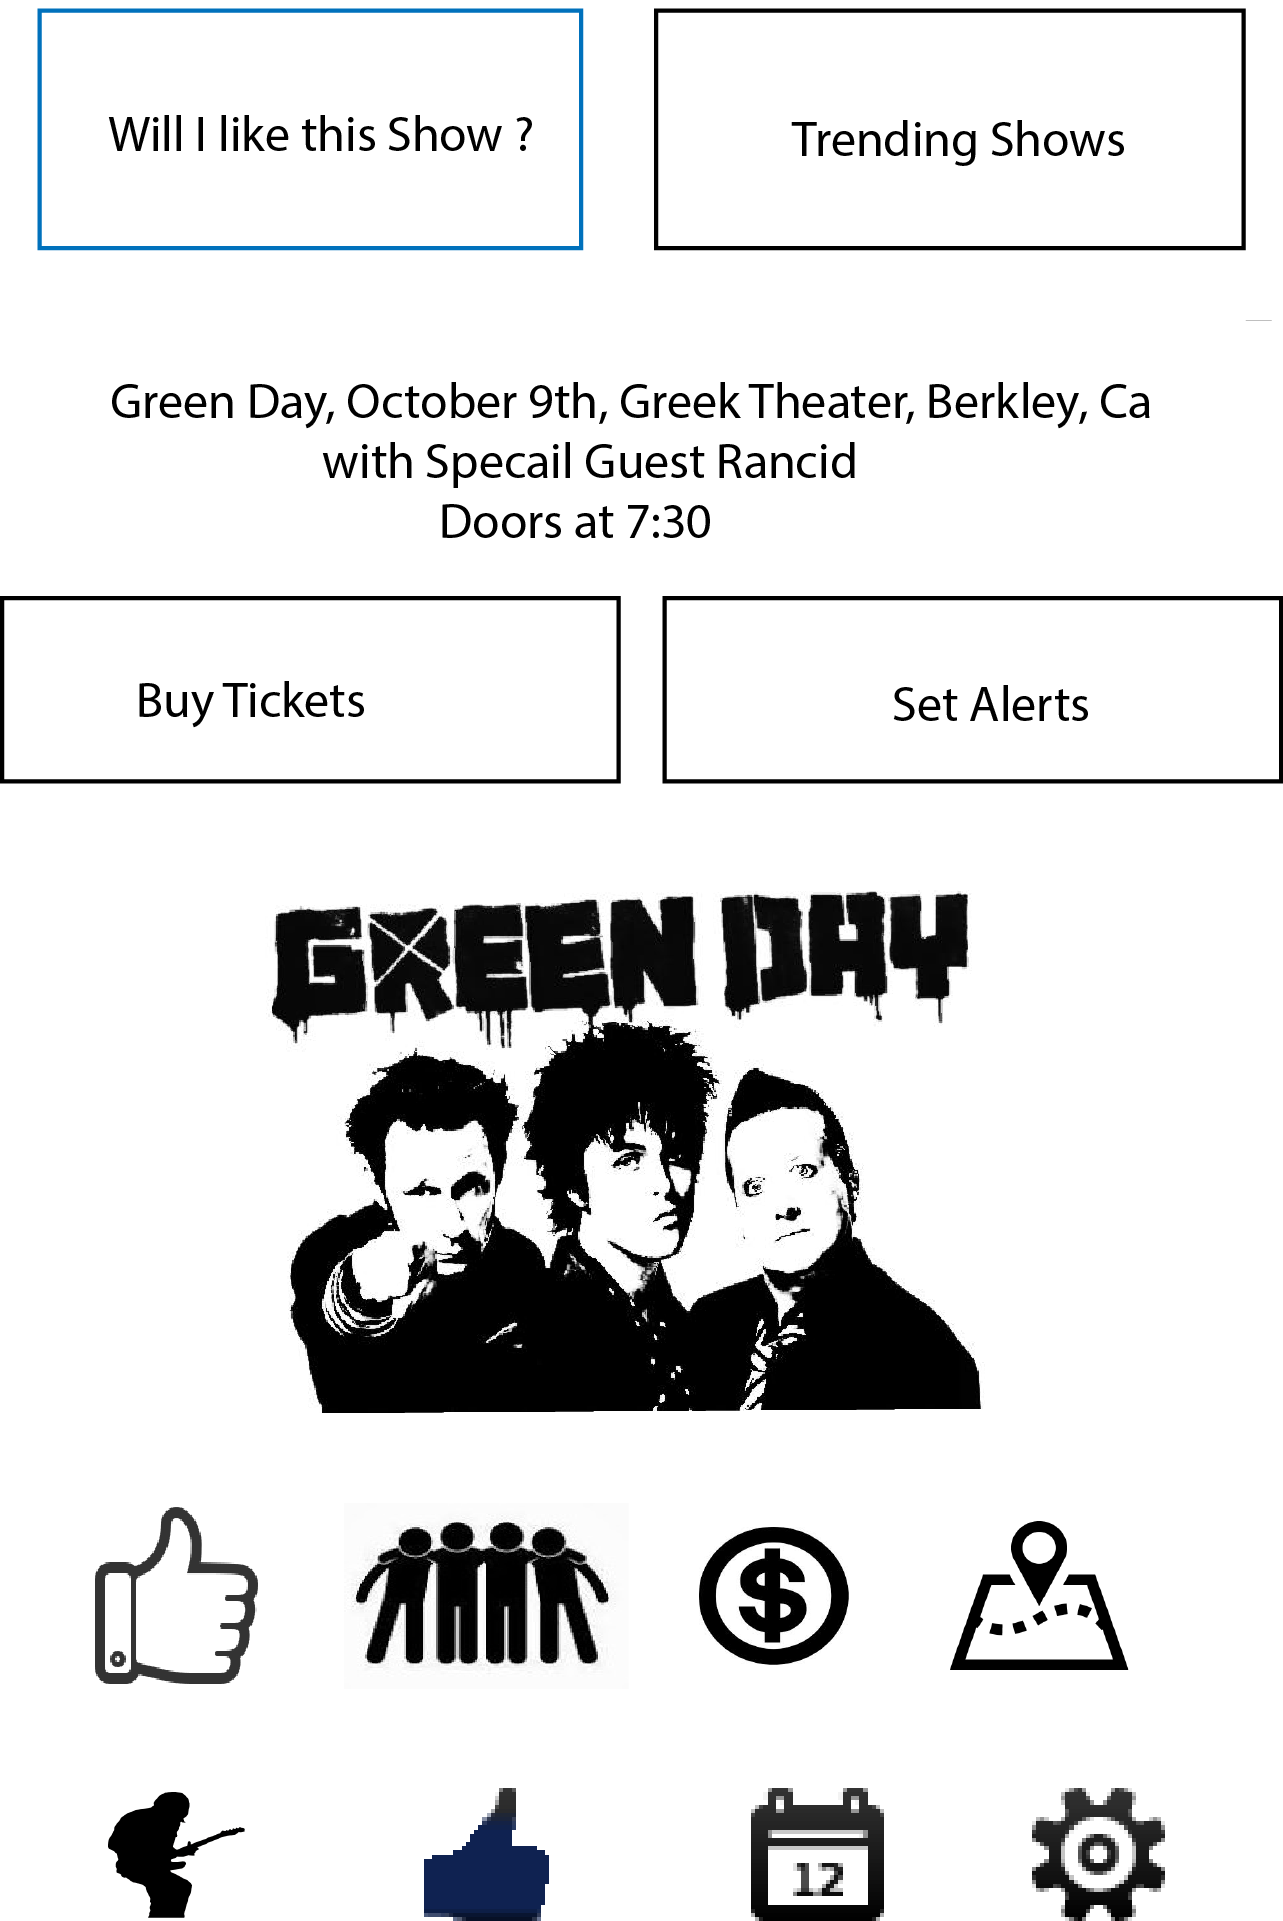 Will I like this Show ?
Trending Shows
Green Day, October 9th, Greek Theater, Berkley, Ca
with Specail Guest Rancid
Doors at 7:30
Buy Tickets
Set Alerts
GREEN DAY
$
12